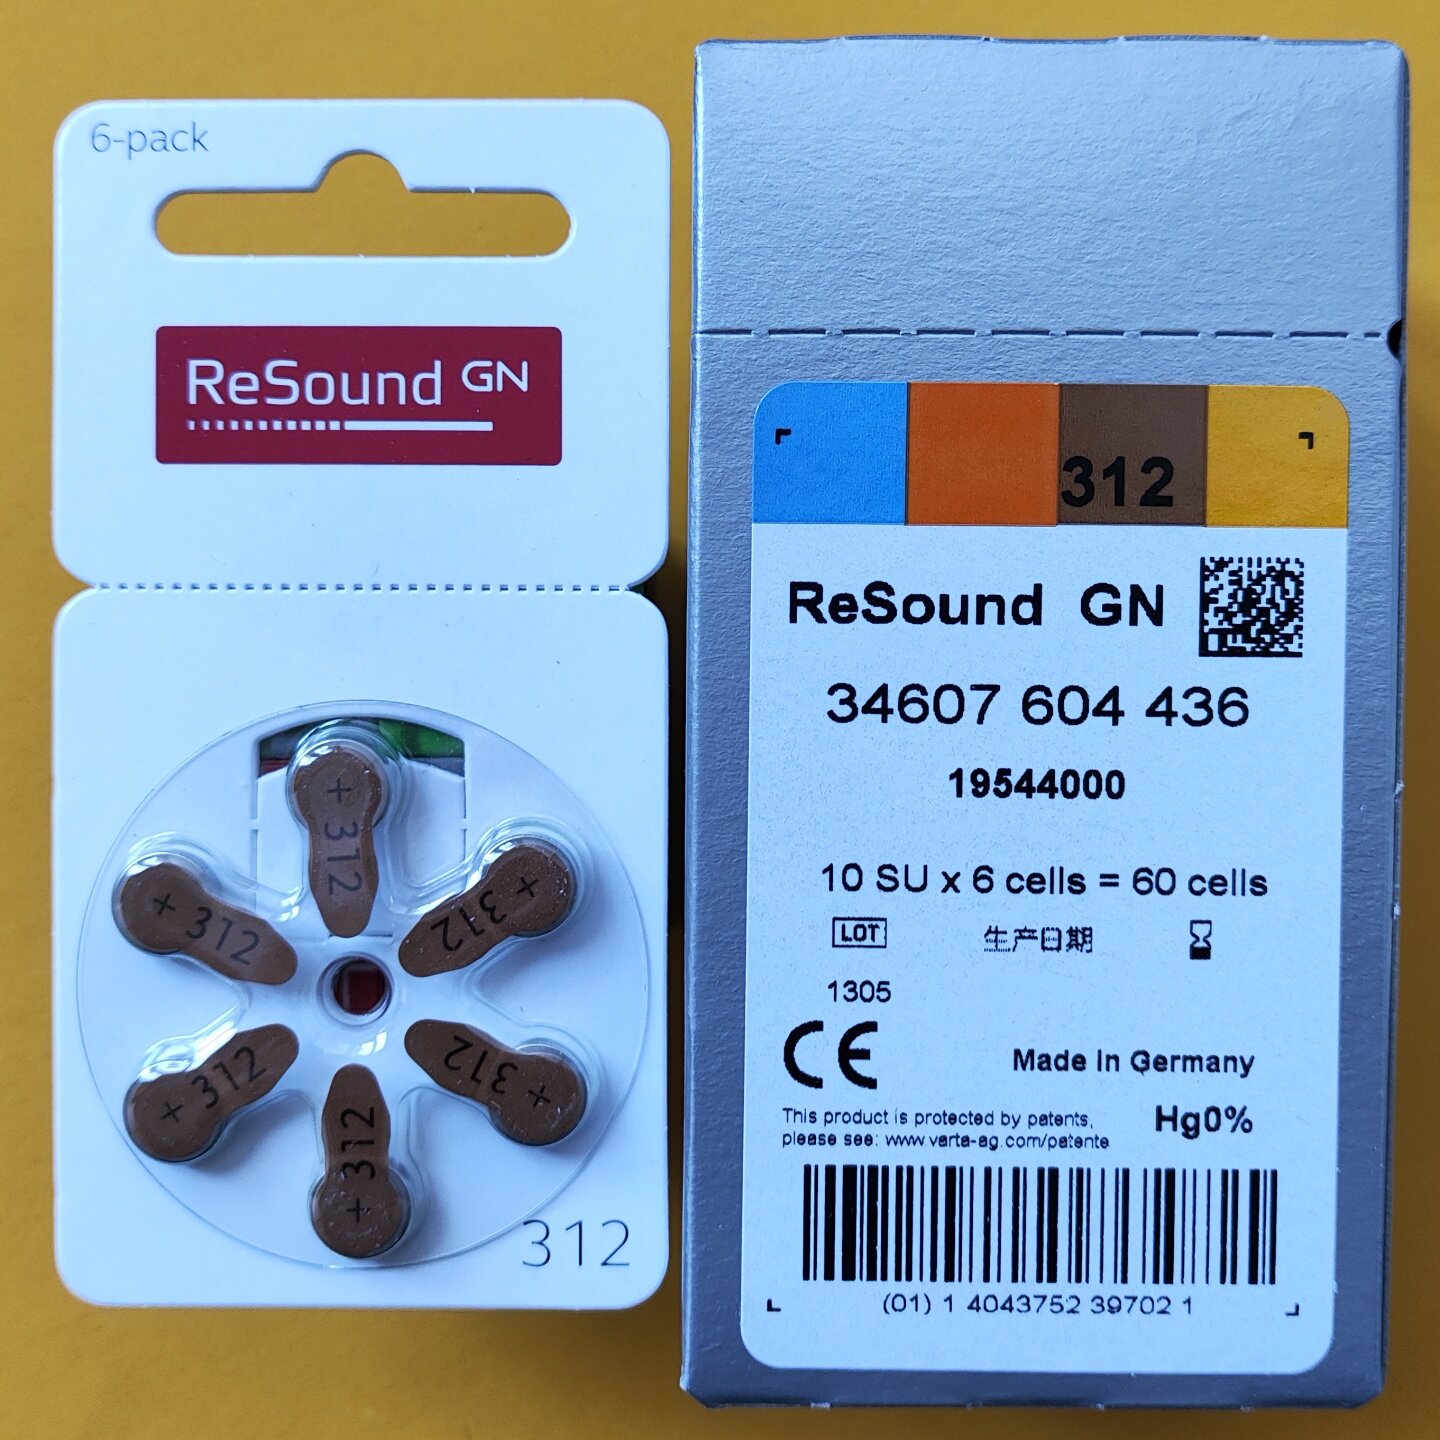 6-pack
ReSound GN
+ 312
+ 312
+ 312
+ 312
+ 312
+ 312
312
312
ReSound GN
34607 604 436
19544000
10 SU x 6 cells = 60 cells
LOT 生产日期
1305
CE
Made in Germany
This product is protected by patents,
please see: www.varta-ag.com/patente
Hg0%
(01) 1 4043752 39702 1